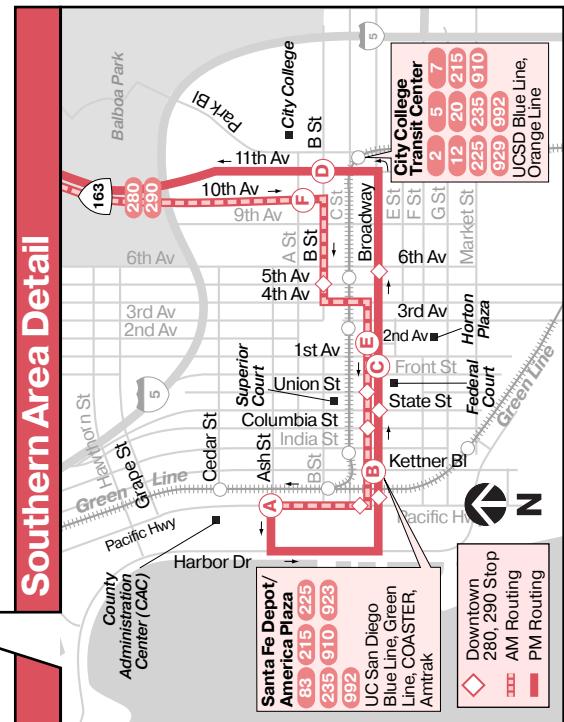 Southern Area Detail
Balboa Park
Park Bl
City College
5
163
280
290
11th Av
10th Av
9th Av
B St
D
F
A St
B St
C St
Broadway
E St
F St
G St
Market St
6th Av
5th Av
4th Av
6th Av
3rd Av
2nd Av
3rd Av
2nd Av
Horton
Plaza
1st Av
E
C
Front St
Superior
Court
Union St
State St
Federal
Court
Columbia St
India St
B St
Kettner Bl
B
Green Line
5
Hawthorn St
Grape St
Cedar St
Ash St
A
Green Line
Pacific Hwy
Pacific Hwy
Harbor Dr
County
Administration
Center (CAC)
N
City College
Transit Center
2 5 7
12 20 215
225 235 910
929 992
UCSD Blue Line,
Orange Line
Santa Fe Depot/
America Plaza
83 215 225
235 910 923
992
UC San Diego
Blue Line, Green
Line, COASTER,
Amtrak
Downtown
280, 290 Stop
AM Routing
PM Routing